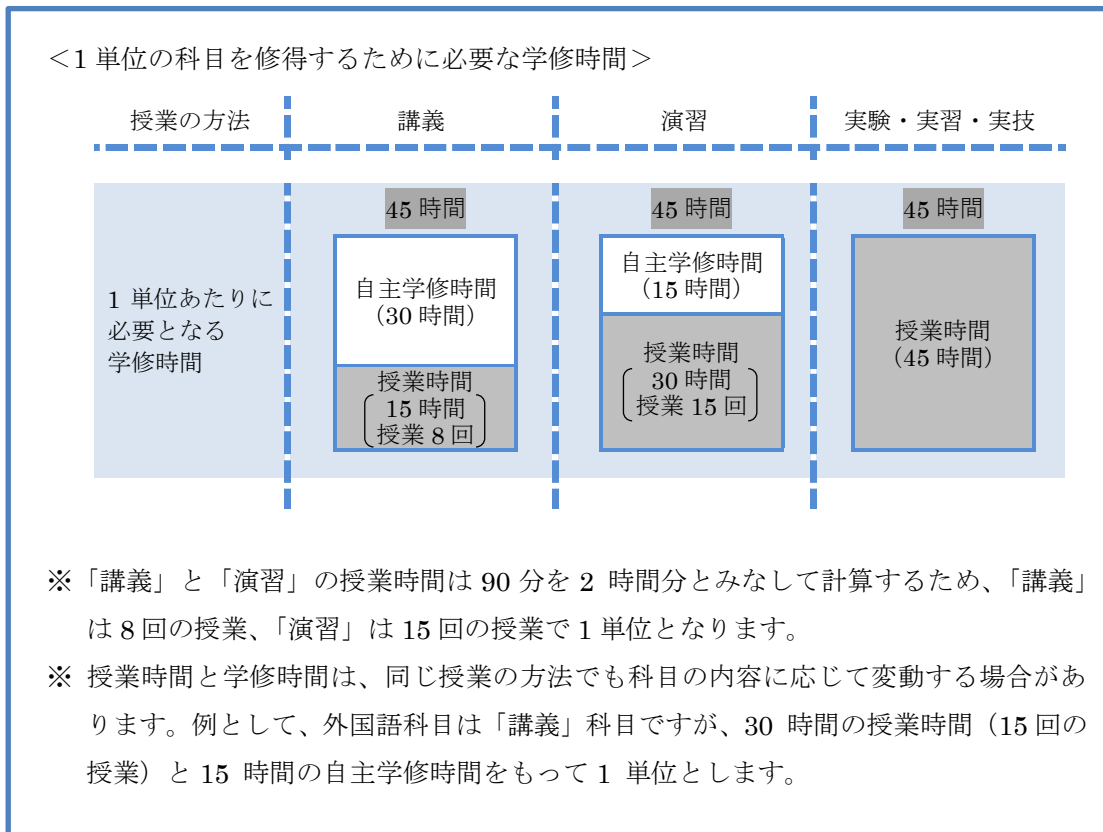 ＜1 単位の科目を修得するために必要な学修時間＞
授業の方法
講義
演習
実験・実習・実技
1 単位あたりに
必要となる
学修時間
45 時間
自主学修時間
（30 時間）
授業時間
15 時間
授業 8 回
45 時間
自主学修時間
（15 時間）
授業時間
30 時間
授業 15 回
45 時間
授業時間
（45 時間）
※「講義」と「演習」の授業時間は 90 分を 2 時間分とみなして計算するため、「講義」
は 8 回の授業、「演習」は 15 回の授業で 1 単位となります。
※ 授業時間と学修時間は、同じ授業の方法でも科目の内容に応じて変動する場合があ
ります。例として、外国語科目は「講義」科目ですが、30 時間の授業時間（15 回の
授業）と 15 時間の自主学修時間をもって 1 単位とします。